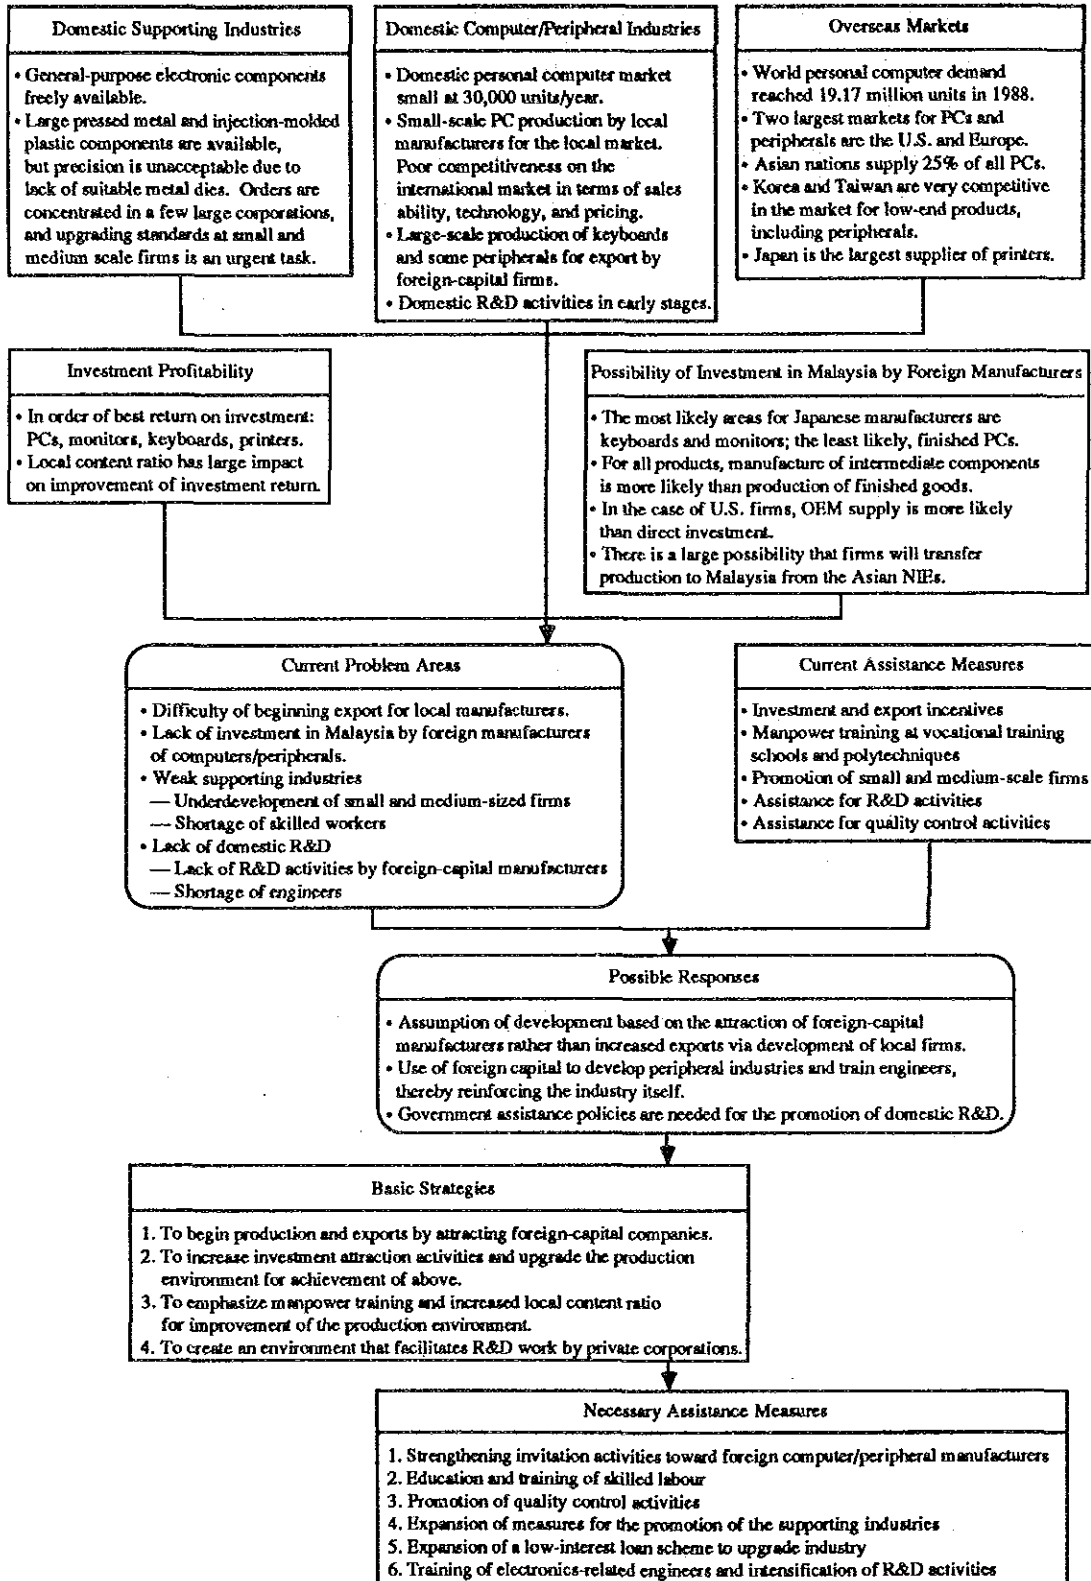 Domestic Supporting Industries
• General-purpose electronic components
freely available.
• Large pressed metal and injection-molded
plastic components are available,
but precision is unacceptable due to
lack of suitable metal dies. Orders are
concentrated in a few large corporations,
and upgrading standards at small and
medium scale firms is an urgent task.
Domestic Computer/Peripheral Industries
• Domestic personal computer market
small at 30,000 units/year.
• Small-scale PC production by local
manufacturers for the local market.
Poor competitiveness on the
international market in terms of sales
ability, technology, and pricing.
• Large-scale production of keyboards
and some peripherals for export by
foreign-capital firms.
• Domestic R&D activities in early stages.
Overseas Markets
• World personal computer demand
reached 19.17 million units in 1988.
• Two largest markets for PCs and
peripherals are the U.S. and Europe.
• Asian nations supply 25% of all PCs.
• Korea and Taiwan are very competitive
in the market for low-end products,
including peripherals.
• Japan is the largest supplier of printers.
Investment Profitability
• In order of best return on investment:
PCs, monitors, keyboards, printers.
• Local content ratio has large impact
on improvement of investment return.
Possibility of Investment in Malaysia by Foreign Manufacturers
• The most likely areas for Japanese manufacturers are
keyboards and monitors; the least likely, finished PCs.
• For all products, manufacture of intermediate components
is more likely than production of finished goods.
• In the case of U.S. firms, OEM supply is more likely
than direct investment.
• There is a large possibility that firms will transfer
production to Malaysia from the Asian NIEs.
Current Problem Areas
• Difficulty of beginning export for local manufacturers.
• Lack of investment in Malaysia by foreign manufacturers
of computers/peripherals.
• Weak supporting industries
— Underdevelopment of small and medium-sized firms
— Shortage of skilled workers
• Lack of domestic R&D
— Lack of R&D activities by foreign-capital manufacturers
— Shortage of engineers
Current Assistance Measures
• Investment and export incentives
• Manpower training at vocational training
schools and polytechniques
• Promotion of small and medium-scale firms
• Assistance for R&D activities
• Assistance for quality control activities
Possible Responses
• Assumption of development based on the attraction of foreign-capital
manufacturers rather than increased exports via development of local firms.
• Use of foreign capital to develop peripheral industries and train engineers,
thereby reinforcing the industry itself.
• Government assistance policies are needed for the promotion of domestic R&D.
Basic Strategies
1. To begin production and exports by attracting foreign-capital companies.
2. To increase investment attraction activities and upgrade the production
environment for achievement of above.
3. To emphasize manpower training and increased local content ratio
for improvement of the production environment.
4. To create an environment that facilitates R&D work by private corporations.
Necessary Assistance Measures
1. Strengthening invitation activities toward foreign computer/peripheral manufacturers
2. Education and training of skilled labour
3. Promotion of quality control activities
4. Expansion of measures for the promotion of the supporting industries
5. Expansion of a low-interest loan scheme to upgrade industry
6. Training of electronics-related engineers and intensification of R&D activities